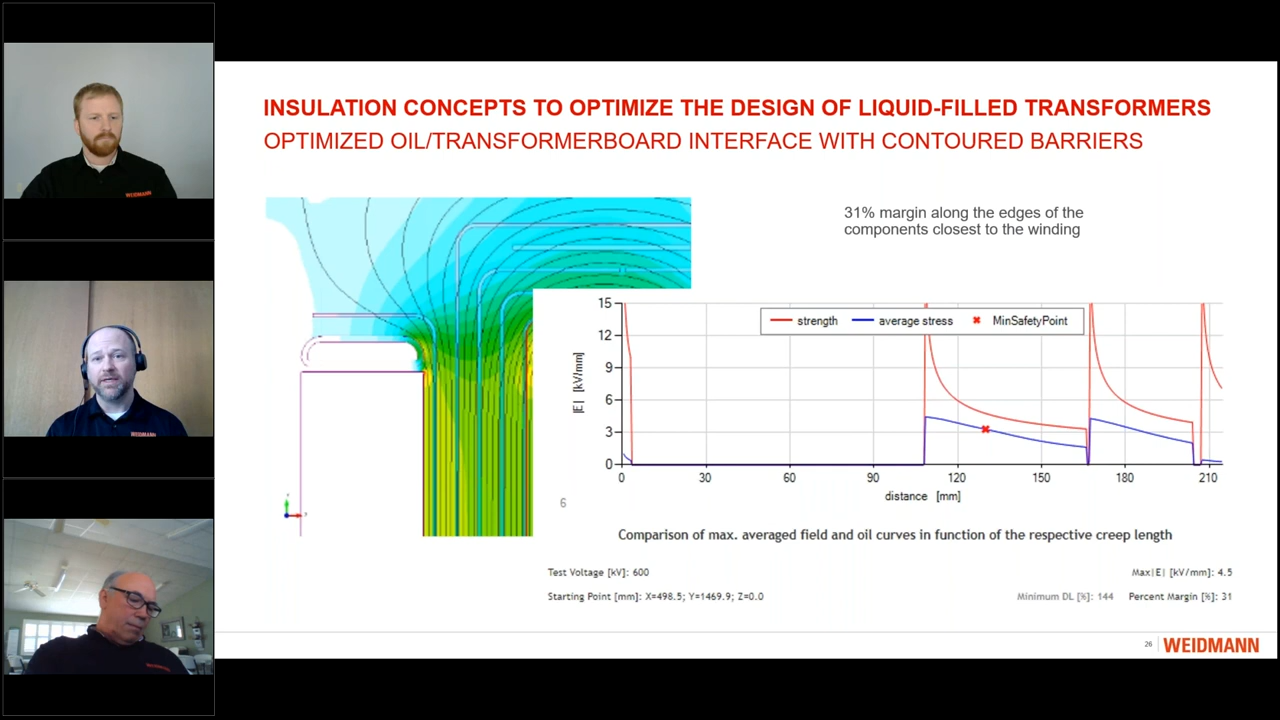 INSULATION CONCEPTS TO OPTIMIZE THE DESIGN OF LIQUID-FILLED TRANSFORMERS
OPTIMIZED OIL/TRANSFORMERBOARD INTERFACE WITH CONTOURED BARRIERS
31% margin along the edges of the
components closest to the winding
strength average stress MinSafetyPoint
15
12
9
6
3
0
|E| [kV/mm]
0 30 60 90 120 150 180 210
distance [mm]
6
Comparison of max. averaged field and oil curves in function of the respective creep length
Test Voltage [kV]: 600
Max|E| [kV/mm]: 4.5
Starting Point [mm]: X=498.5; Y=1469.9; Z=0.0
Minimum DL [%]: 144 Percent Margin [%]: 31
26 WEIDMANN
WEIDMANN
WEIDMANN
WEIDMANN